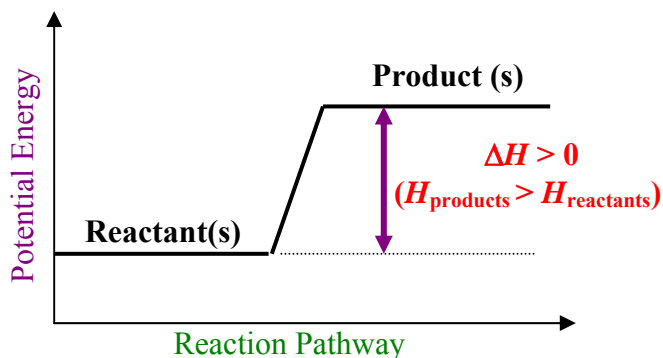 Product (s)
Potential Energy
ΔH > 0
(Hproducts > Hreactants)
Reactant(s)
Reaction Pathway